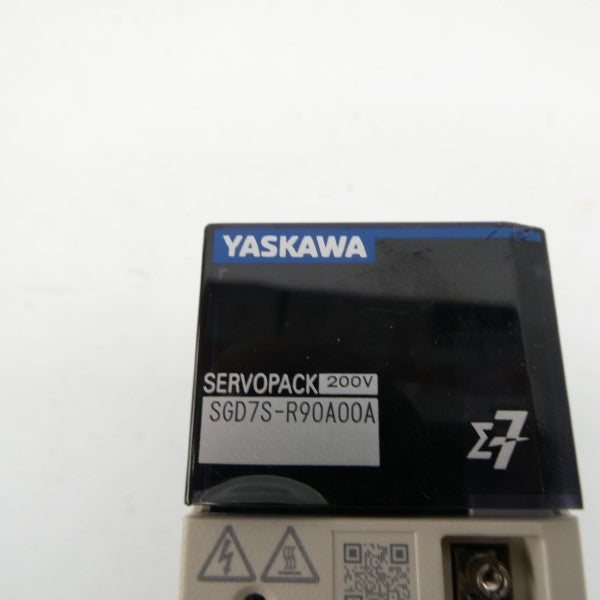 YASKAWA
SERVOPACK 200V
SGD7S-R90A00A
Σ7